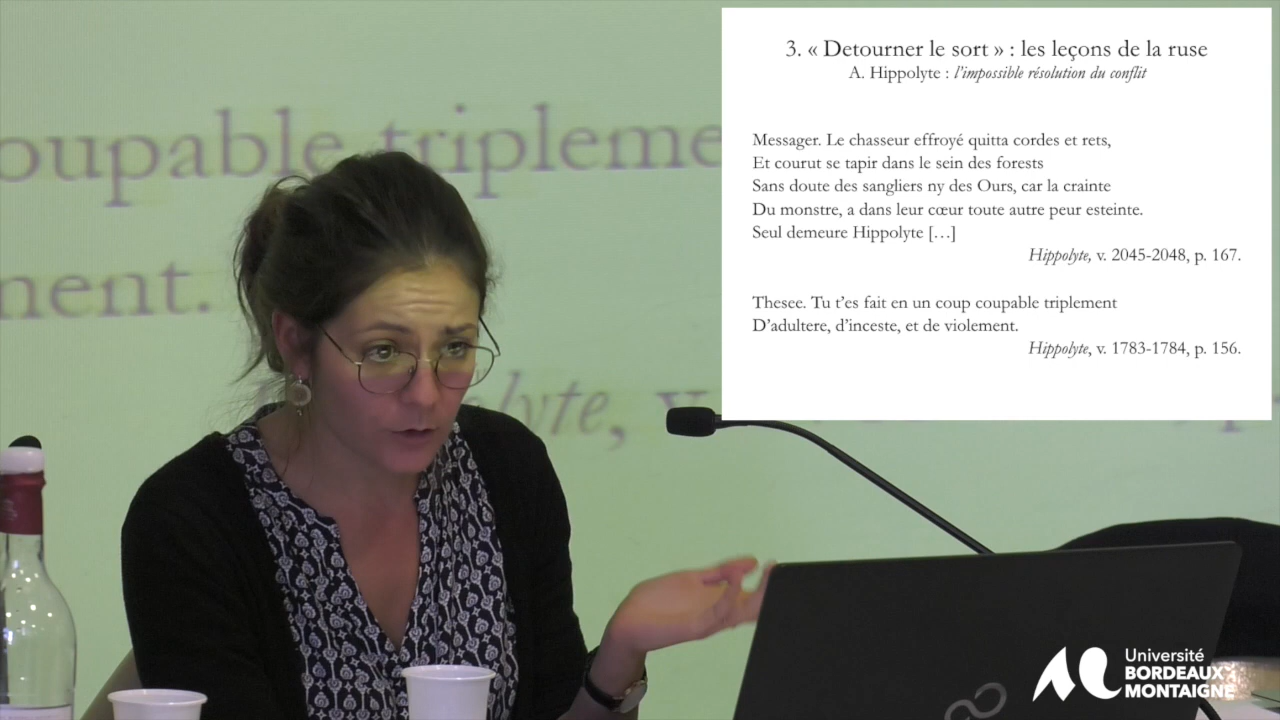 3. « Detourner le sort » : les leçons de la ruse
A. Hippolyte : l'impossible résolution du conflit
Messager. Le chasseur effroyé quitta cordes et rets,
Et courut se tapir dans le sein des forests
Sans doute des sangliers ny des Ours, car la crainte
Du monstre, a dans leur cœur toute autre peur esteinte.
Seul demeure Hippolyte […]
Hippolyte, v. 2045-2048, p. 167.
Thesee. Tu t'es fait en un coup coupable triplement
D'adultere, d'inceste, et de violement.
Hippolyte, v. 1783-1784, p. 156.
oupable tripleme
ment.
lyte, v
Université
BORDEAUX
MONTAIGNE